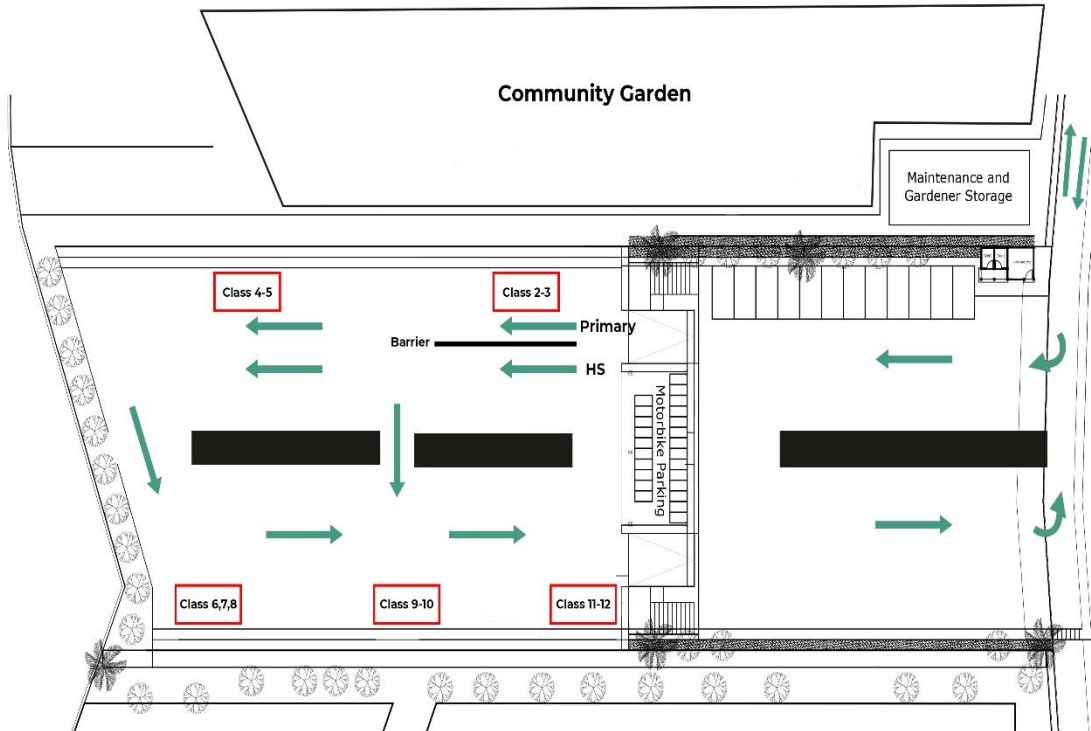 Community Garden
Maintenance and
Gardener Storage
Class 4-5
Class 2-3
Primary
Barrier
HS
Motorbike Parking
Class 6,7,8
Class 9-10
Class 11-12